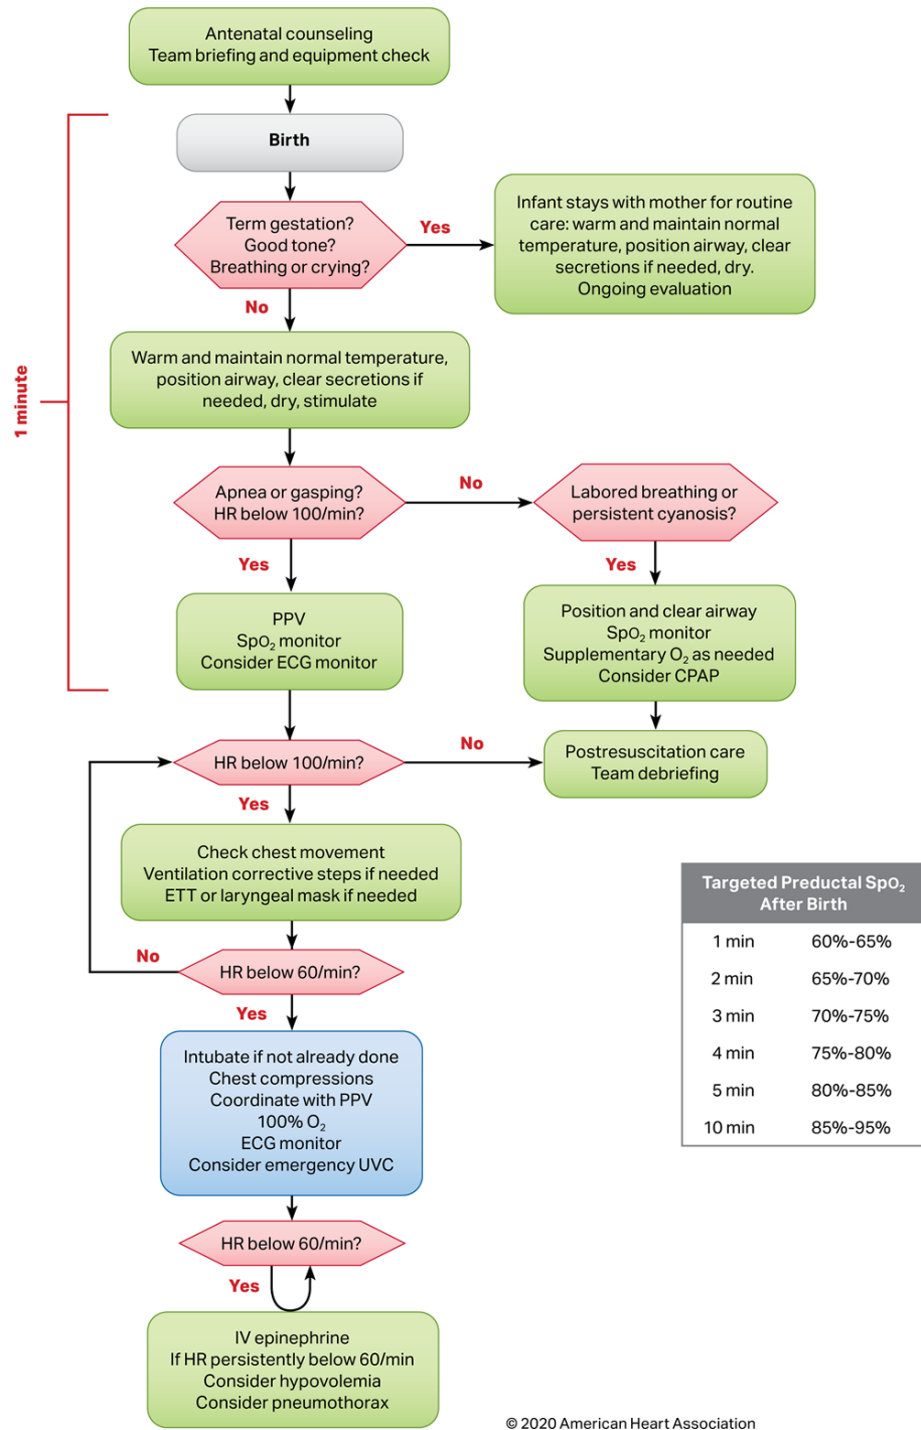 Antenatal counseling
Team briefing and equipment check
Birth
1 minute
Term gestation?
Good tone?
Breathing or crying?
Yes
Infant stays with mother for routine
care: warm and maintain normal
temperature, position airway, clear
secretions if needed, dry.
Ongoing evaluation
No
Warm and maintain normal temperature,
position airway, clear secretions if
needed, dry, stimulate
Apnea or gasping?
HR below 100/min?
No
Labored breathing or
persistent cyanosis?
Yes
Yes
PPV
SpO₂ monitor
Consider ECG monitor
Position and clear airway
SpO₂ monitor
Supplementary O₂ as needed
Consider CPAP
HR below 100/min?
No
Postresuscitation care
Team debriefing
Yes
Check chest movement
Ventilation corrective steps if needed
ETT or laryngeal mask if needed
No
HR below 60/min?
Yes
Intubate if not already done
Chest compressions
Coordinate with PPV
100% O₂
ECG monitor
Consider emergency UVC
HR below 60/min?
Yes
IV epinephrine
If HR persistently below 60/min
Consider hypovolemia
Consider pneumothorax
Targeted Preductal SpO₂
After Birth
1 min 60%-65%
2 min 65%-70%
3 min 70%-75%
4 min 75%-80%
5 min 80%-85%
10 min 85%-95%
© 2020 American Heart Association